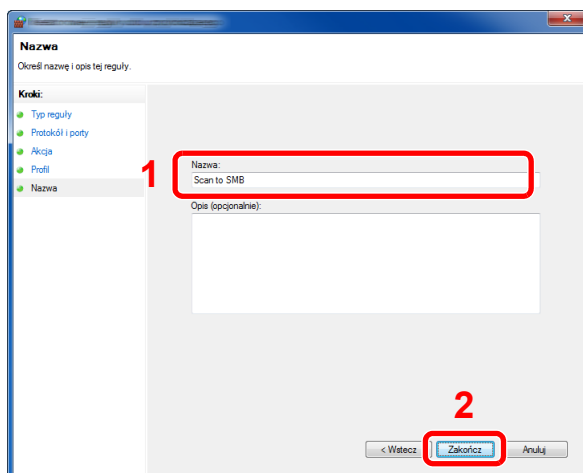 Nazwa
Określ nazwę i opis tej reguły.
Kroki:
Typ reguły
Protokół i porty
Akcja
Profil
Nazwa
1
Nazwa:
Scan to SMB
Opis (opcjonalnie):
2
< Wstecz
Zakończ
Anuluj